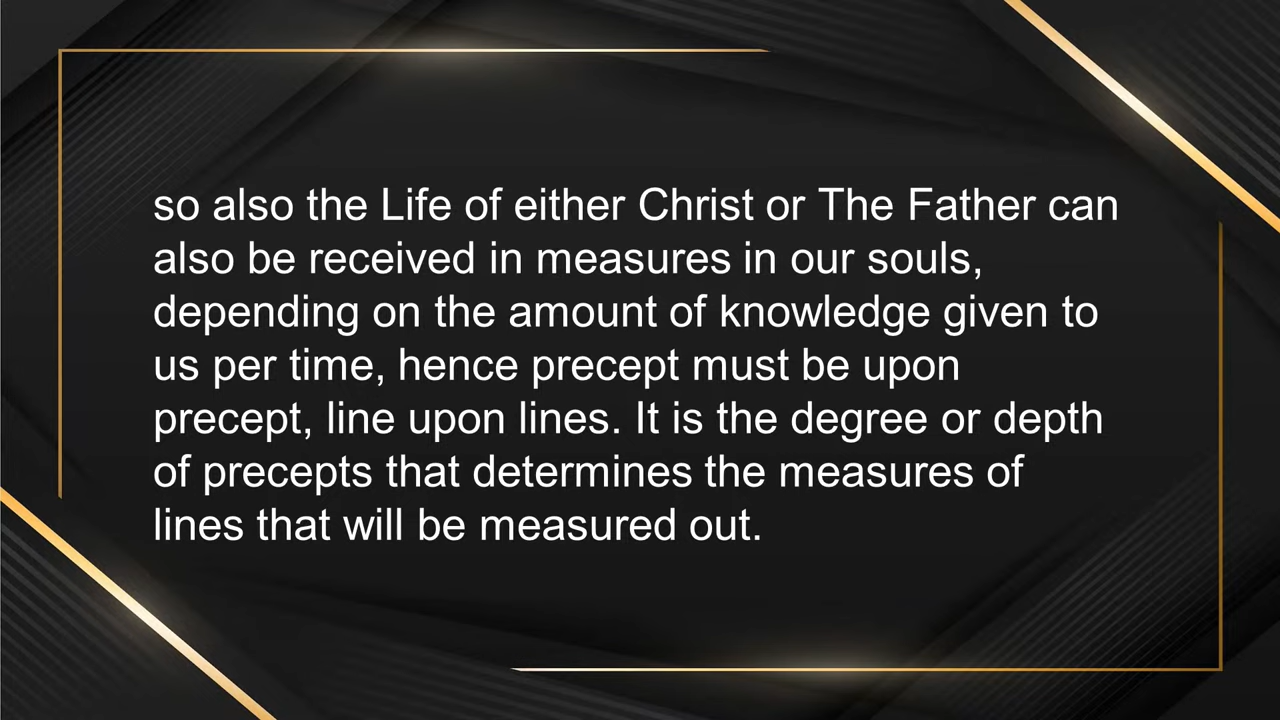 so also the Life of either Christ or The Father can
also be received in measures in our souls,
depending on the amount of knowledge given to
us per time, hence precept must be upon
precept, line upon lines. It is the degree or depth
of precepts that determines the measures of
lines that will be measured out.